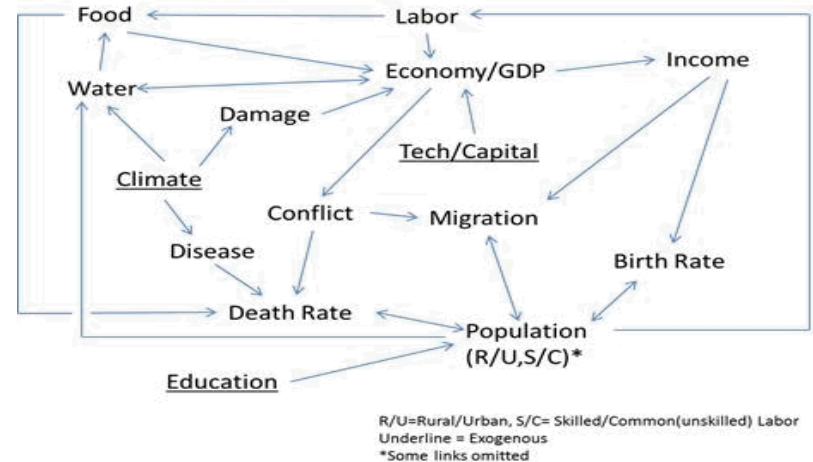 Food
Labor
Income
Economy/GDP
Water
Damage
Tech/Capital
Climate
Conflict
Migration
Disease
Birth Rate
Death Rate
Population
(R/U,S/C)*
Education
R/U=Rural/Urban, S/C= Skilled/Common(unskilled) Labor
Underline = Exogenous
*Some links omitted